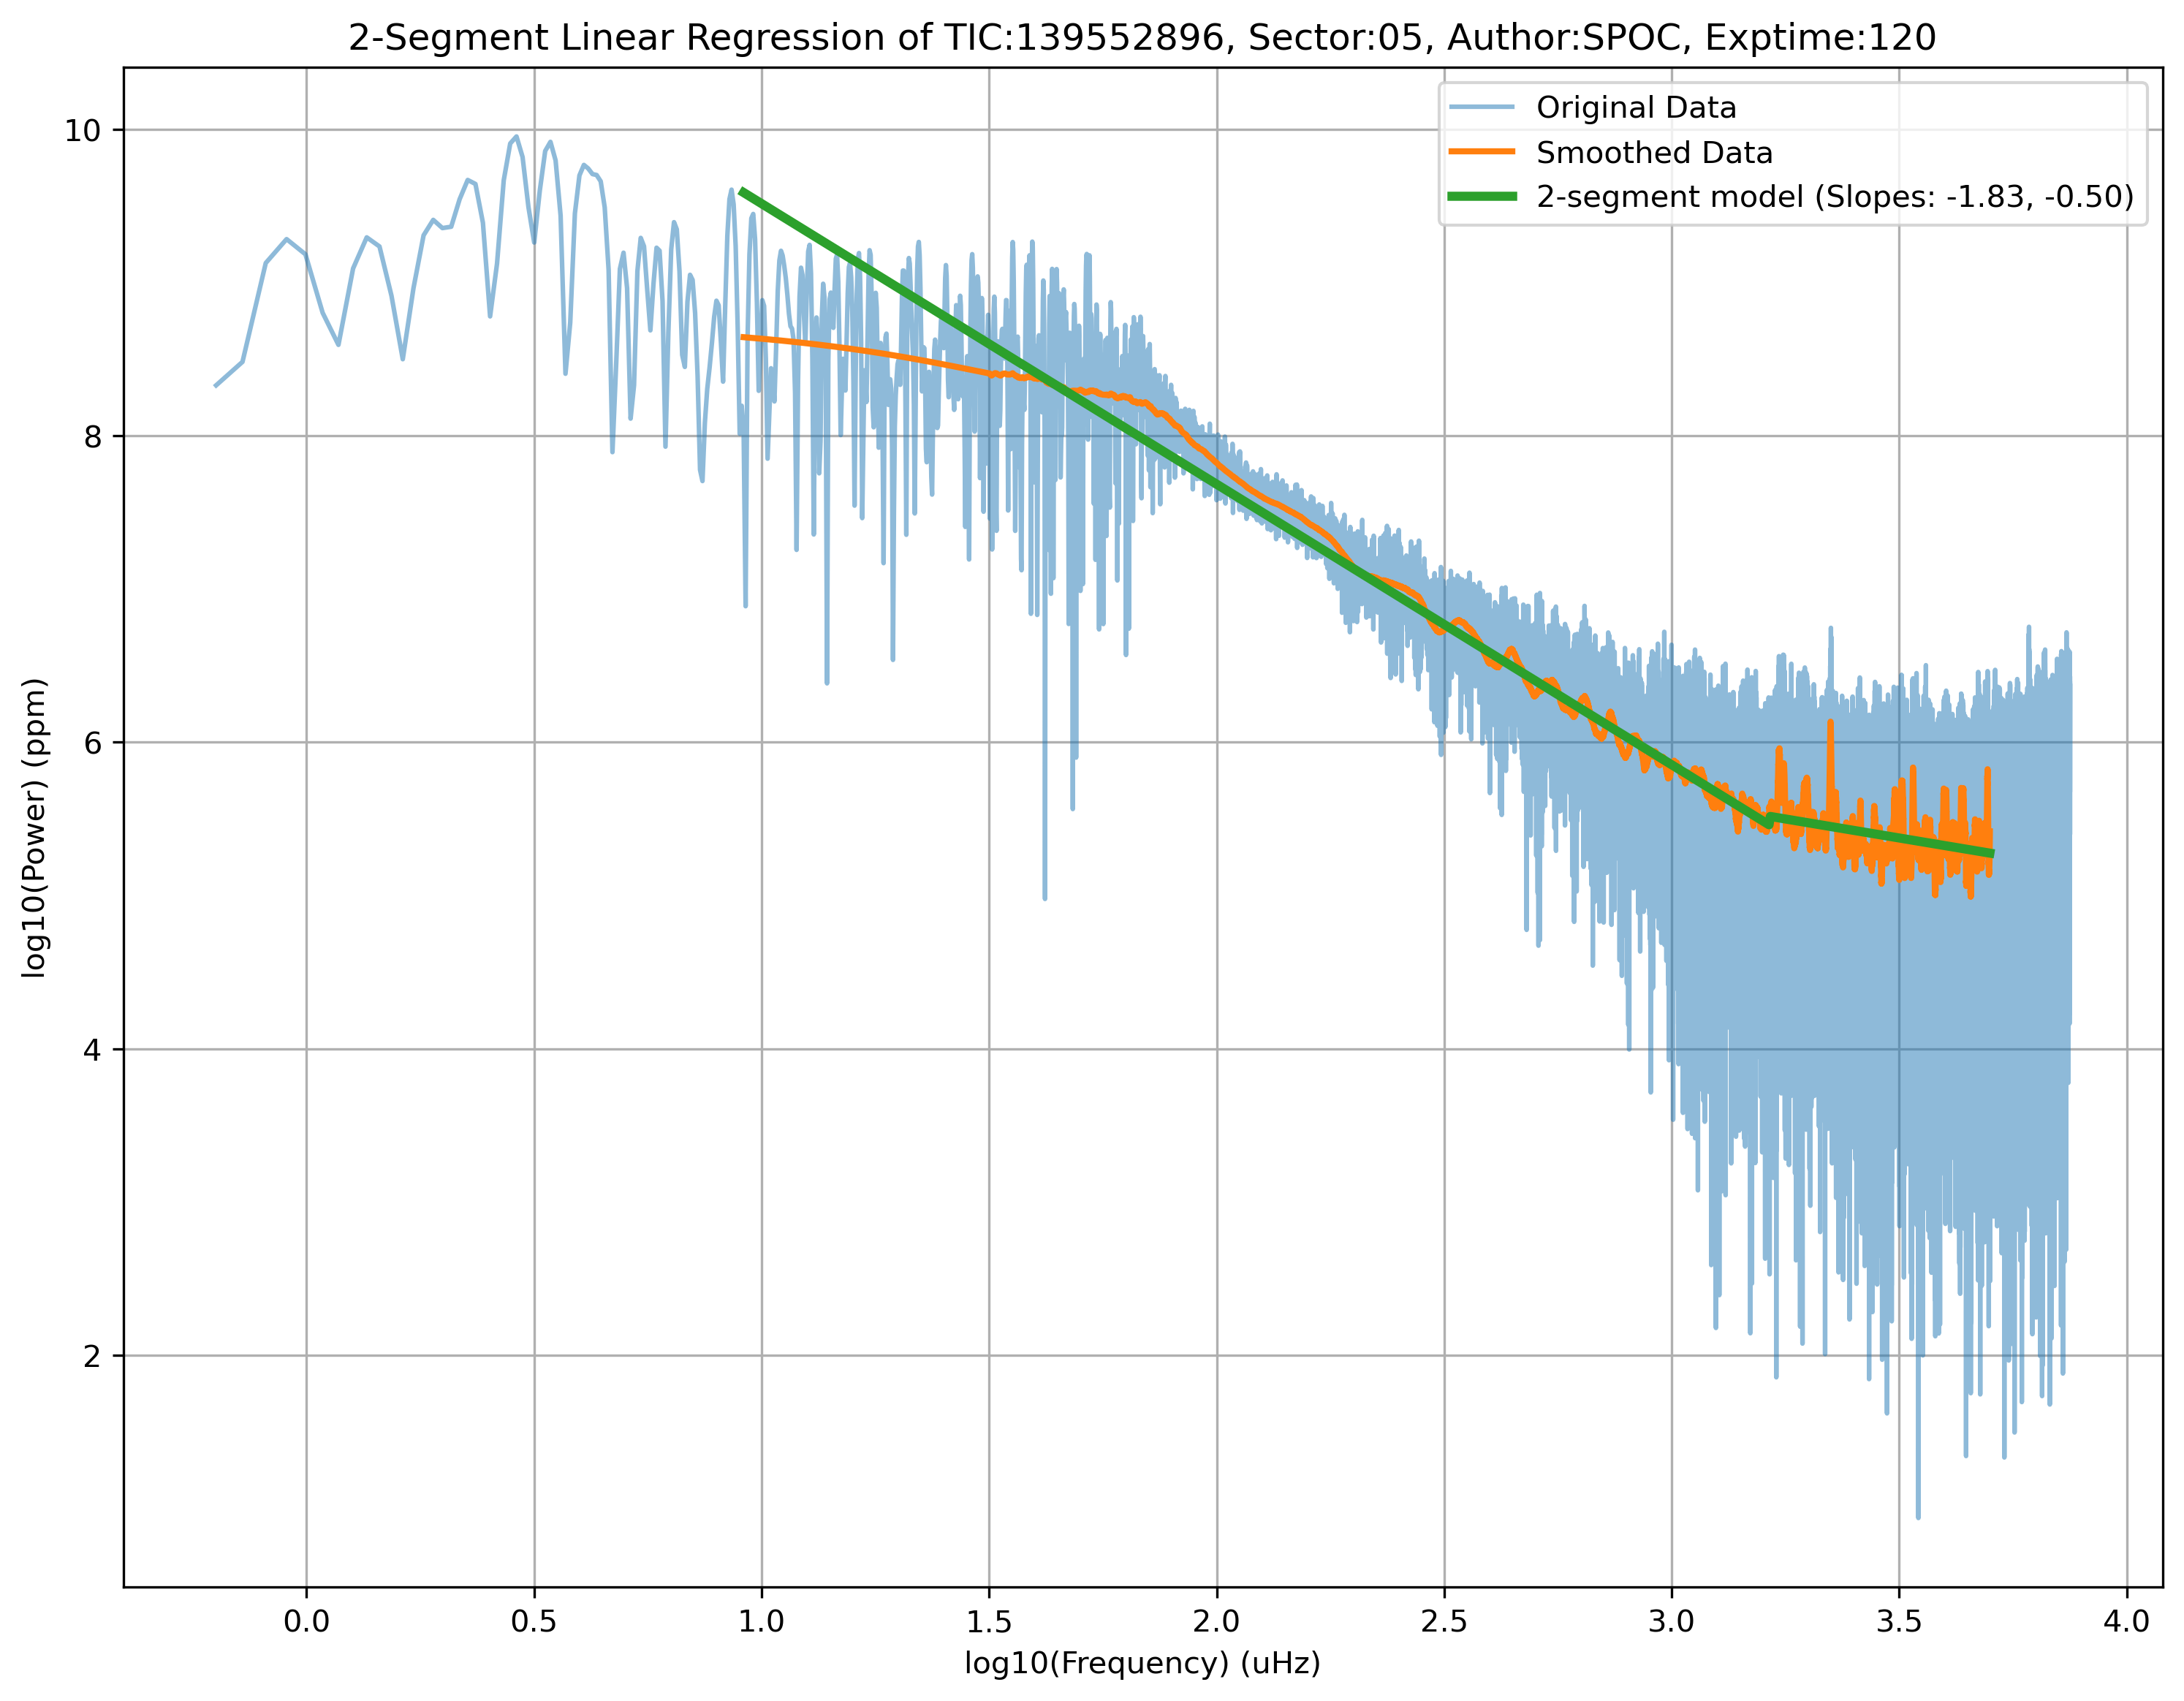 2-Segment Linear Regression of TIC:139552896, Sector:05, Author:SPOC, Exptime:120
Original Data
Smoothed Data
2-segment model (Slopes: -1.83, -0.50)
log10(Power) (ppm)
10
8
6
4
2
0.0 0.5 1.0 1.5 2.0 2.5 3.0 3.5 4.0
log10(Frequency) (uHz)